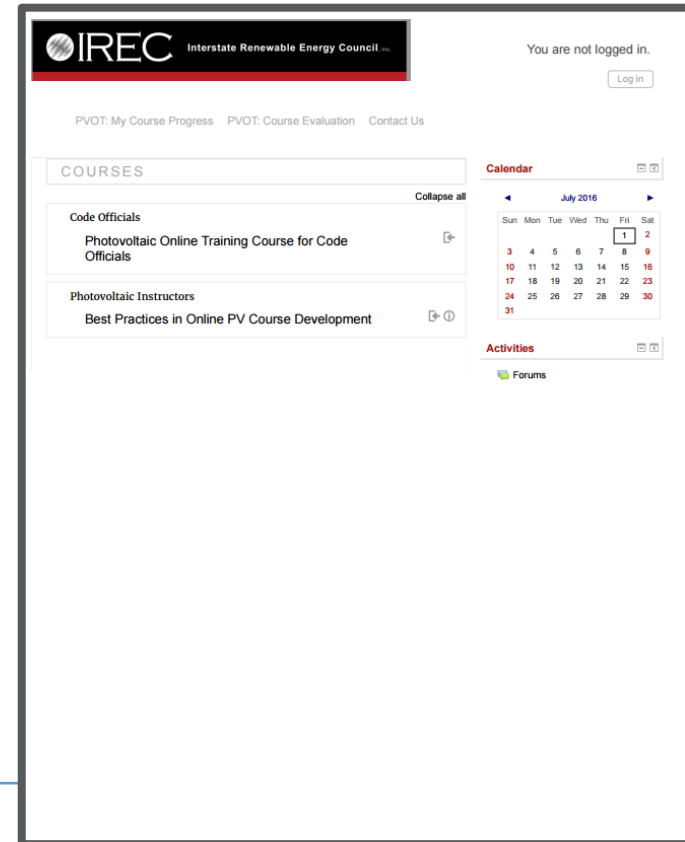 IREC Interstate Renewable Energy Council, Inc.
You are not logged in.
Log in
PVOT: My Course Progress PVOT: Course Evaluation Contact Us
COURSES
Collapse all
Code Officials
Photovoltaic Online Training Course for Code
Officials
Photovoltaic Instructors
Best Practices in Online PV Course Development
Calendar
◄ July 2016 ►
Sun Mon Tue Wed Thu Fri Sat
1 2
3 4 5 6 7 8 9
10 11 12 13 14 15 16
17 18 19 20 21 22 23
24 25 26 27 28 29 30
31
Activities
Forums